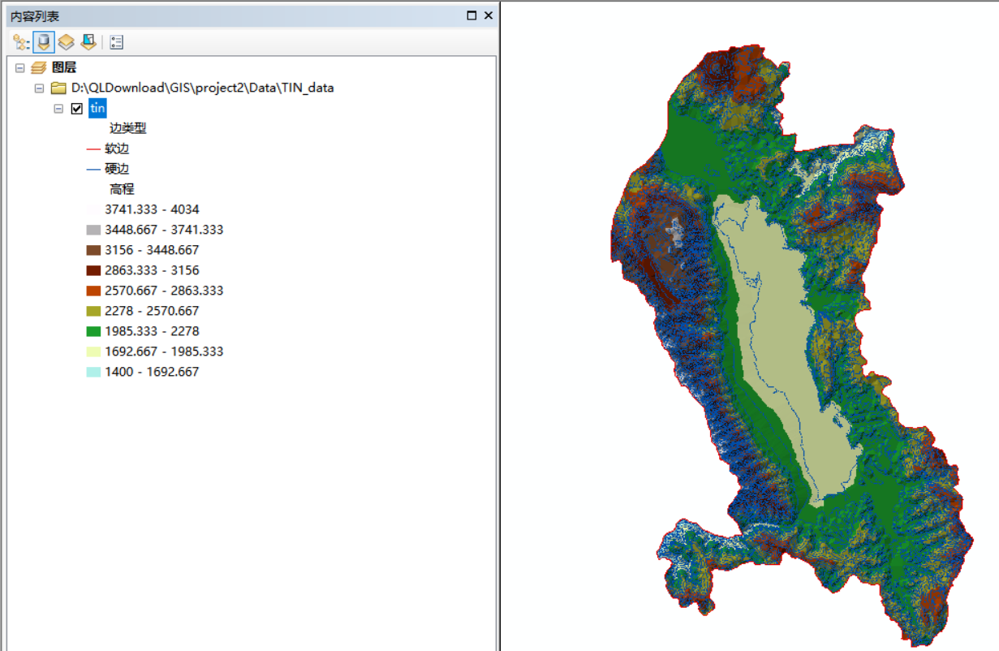 内容列表
图层
D:\QLDownload\GIS\project2\Data\TIN_data
tin
边类型
软边
硬边
高程
3741.333 - 4034
3448.667 - 3741.333
3156 - 3448.667
2863.333 - 3156
2570.667 - 2863.333
2278 - 2570.667
1985.333 - 2278
1692.667 - 1985.333
1400 - 1692.667